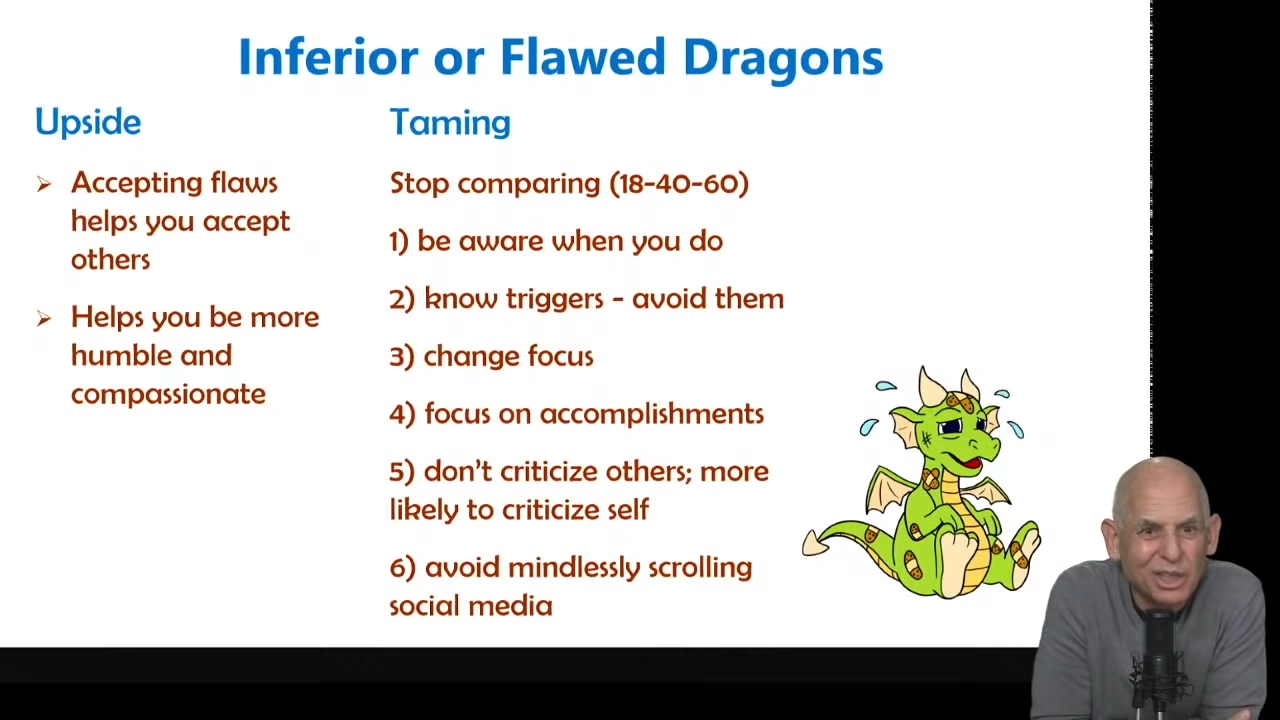 Inferior or Flawed Dragons
Upside
Accepting flaws
helps you accept
others
Helps you be more
humble and
compassionate
Taming
Stop comparing (18-40-60)
1) be aware when you do
2) know triggers - avoid them
3) change focus
4) focus on accomplishments
5) don't criticize others; more
likely to criticize self
6) avoid mindlessly scrolling
social media